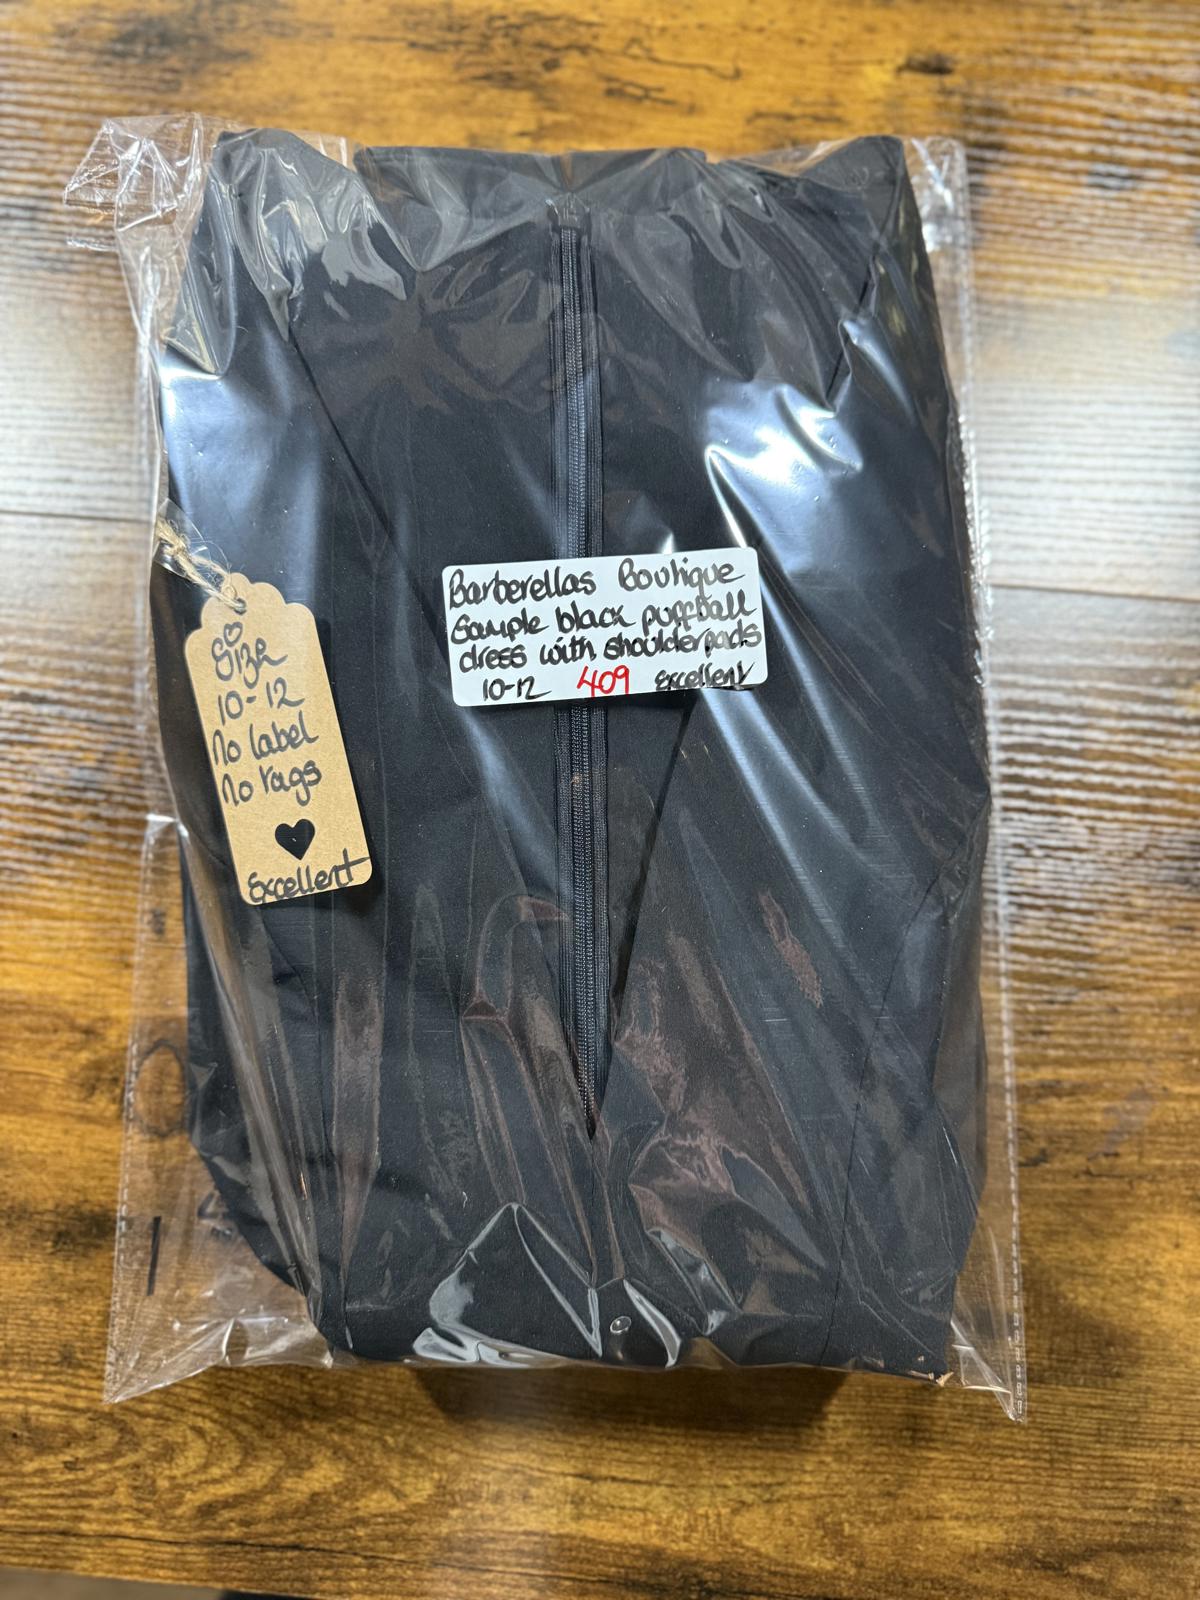 Size
10-12
No label
No tags
Excellent
Barberellas Boutique
Sample black puffball
dress with shoulderpads
10-12 409 Excellent